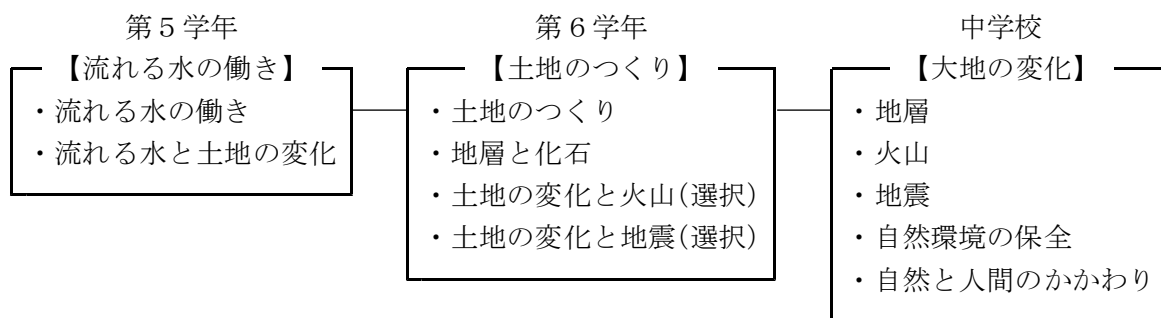 第５学年
【流れる水の働き】
・流れる水の働き
・流れる水と土地の変化
第６学年
【土地のつくり】
・土地のつくり
・地層と化石
・土地の変化と火山(選択)
・土地の変化と地震(選択)
中学校
【大地の変化】
・地層
・火山
・地震
・自然環境の保全
・自然と人間のかかわり